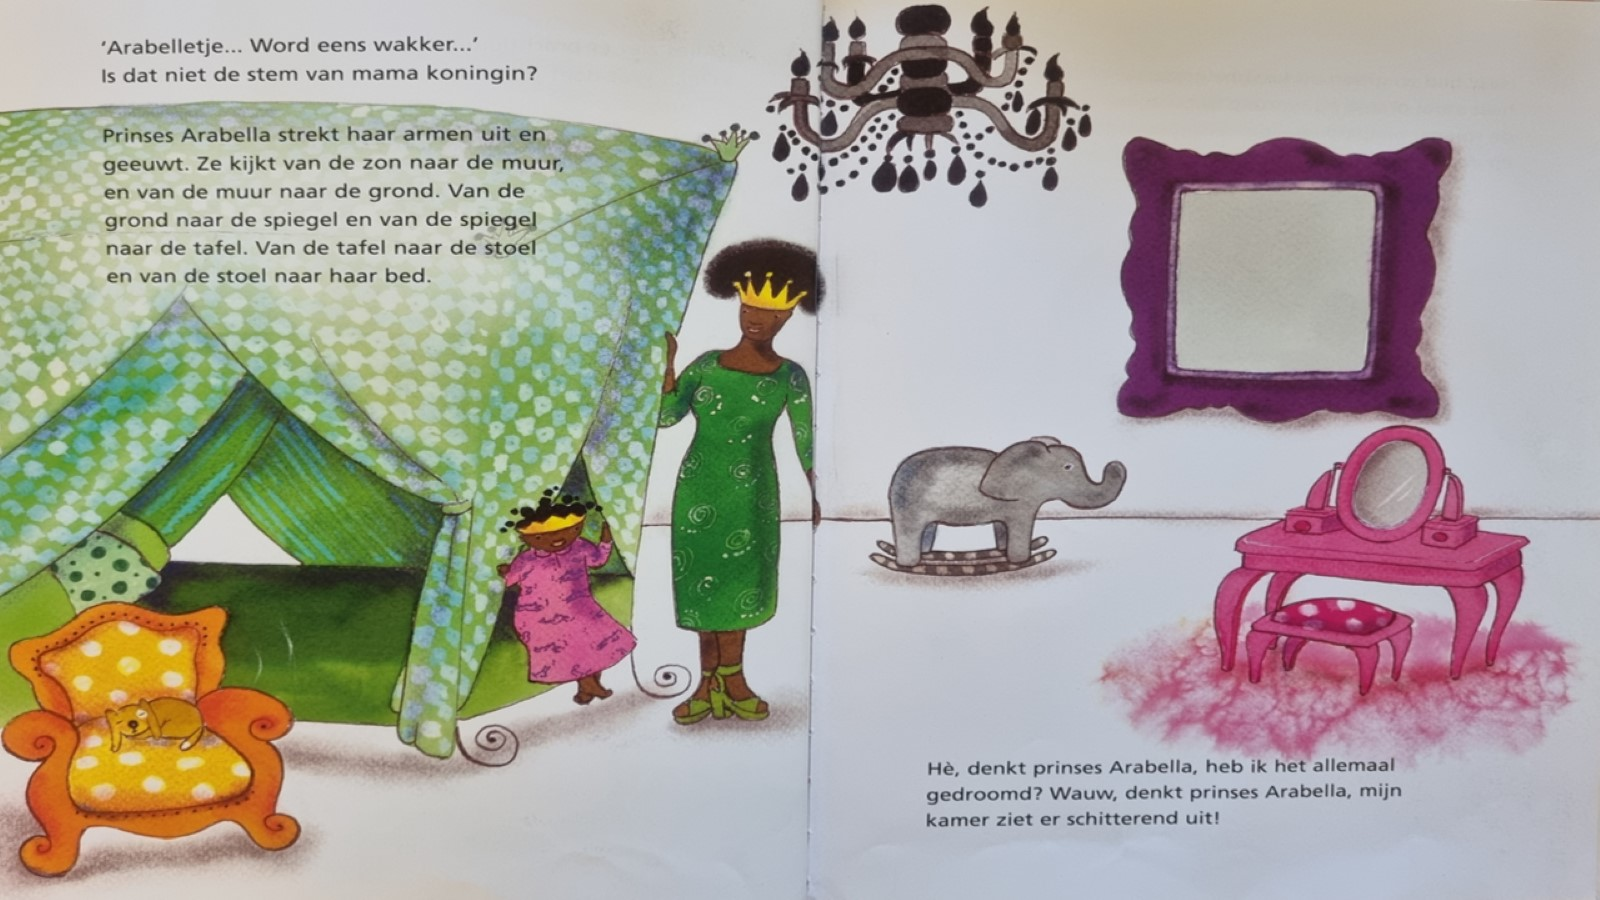 'Arabelletje... Word eens wakker...'
Is dat niet de stem van mama koningin?
Prinses Arabella strekt haar armen uit en
geeuwt. Ze kijkt van de zon naar de muur,
en van de muur naar de grond. Van de
grond naar de spiegel en van de spiegel
naar de tafel. Van de tafel naar de stoel
en van de stoel naar haar bed.
Hè, denkt prinses Arabella, heb ik het allemaal
gedroomd? Wauw, denkt prinses Arabella, mijn
kamer ziet er schitterend uit!